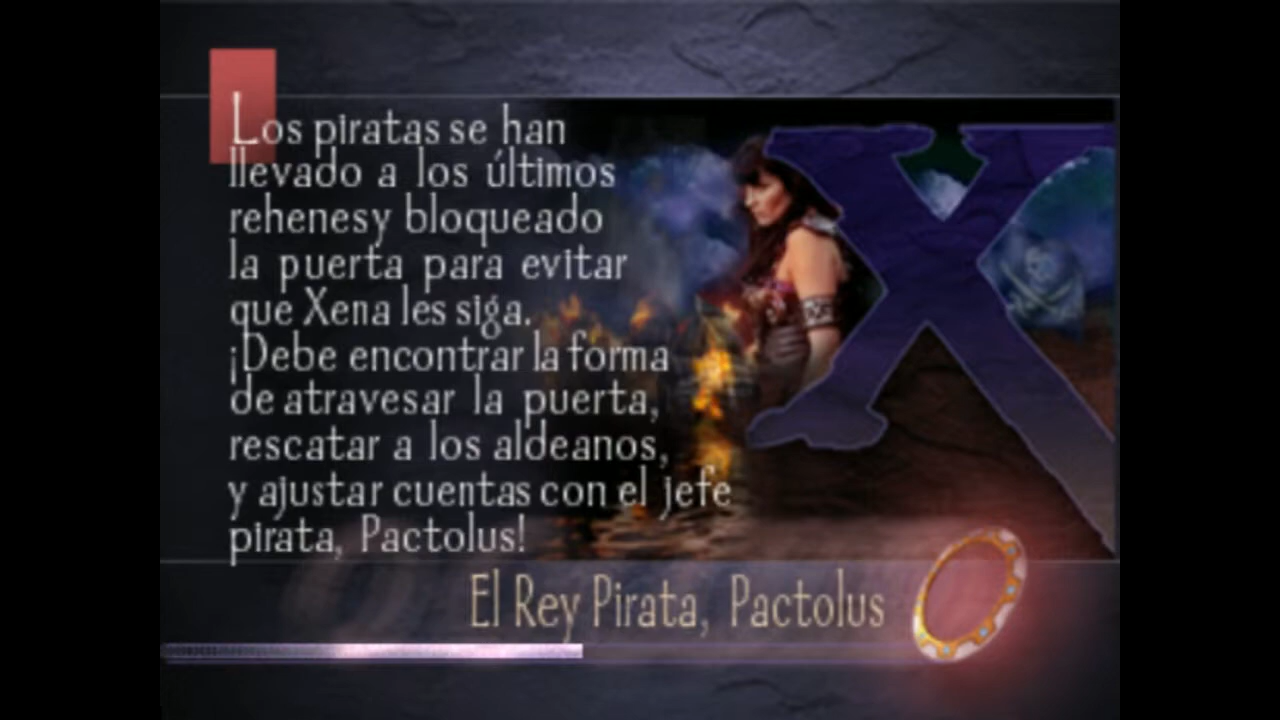 Los piratas se han
llevado a los últimos
rehenes y bloqueado
la puerta para evitar
que Xena les siga.
¡Debe encontrar la forma
de atravesar la puerta,
rescatar a los aldeanos,
y ajustar cuentas con el jefe
pirata, Pactolus!
El Rey Pirata, Pactolus